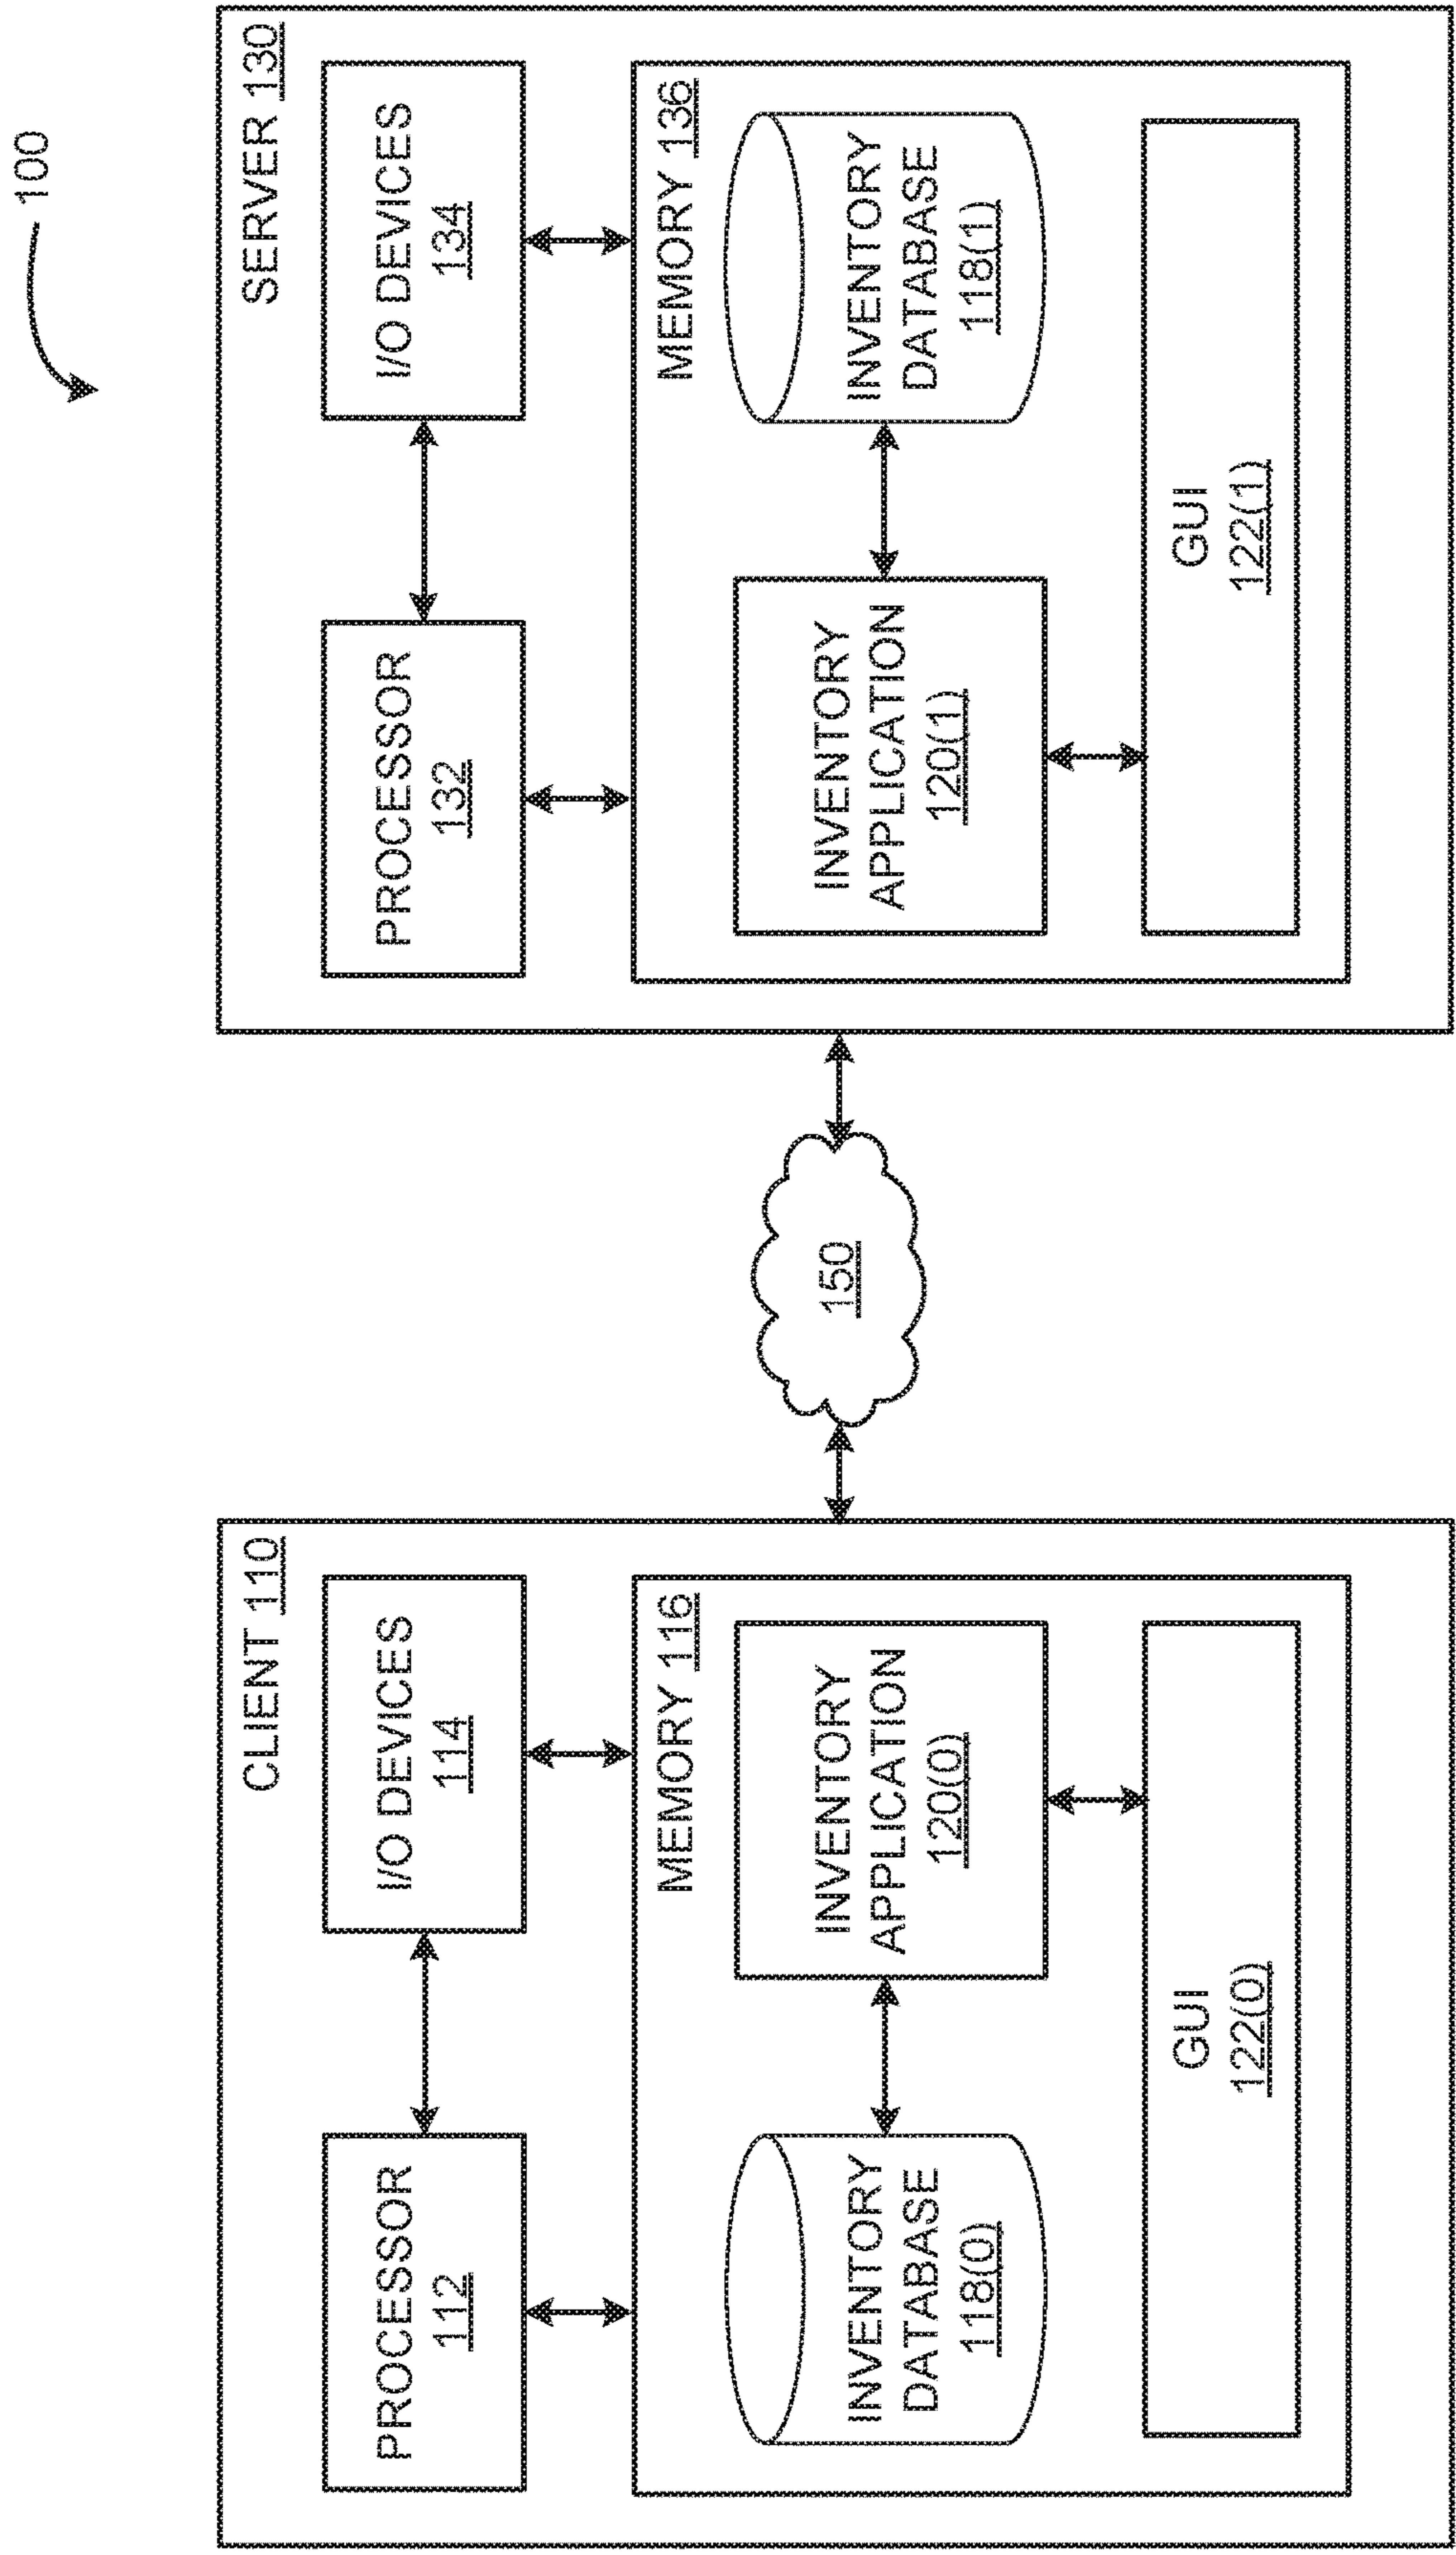 100
CLIENT 110
PROCESSOR
112
I/O DEVICES
114
MEMORY 116
INVENTORY
DATABASE
118(0)
INVENTORY
APPLICATION
120(0)
GUI
122(0)
150
SERVER 130
PROCESSOR
132
I/O DEVICES
134
MEMORY 136
INVENTORY
APPLICATION
120(1)
INVENTORY
DATABASE
118(1)
GUI
122(1)